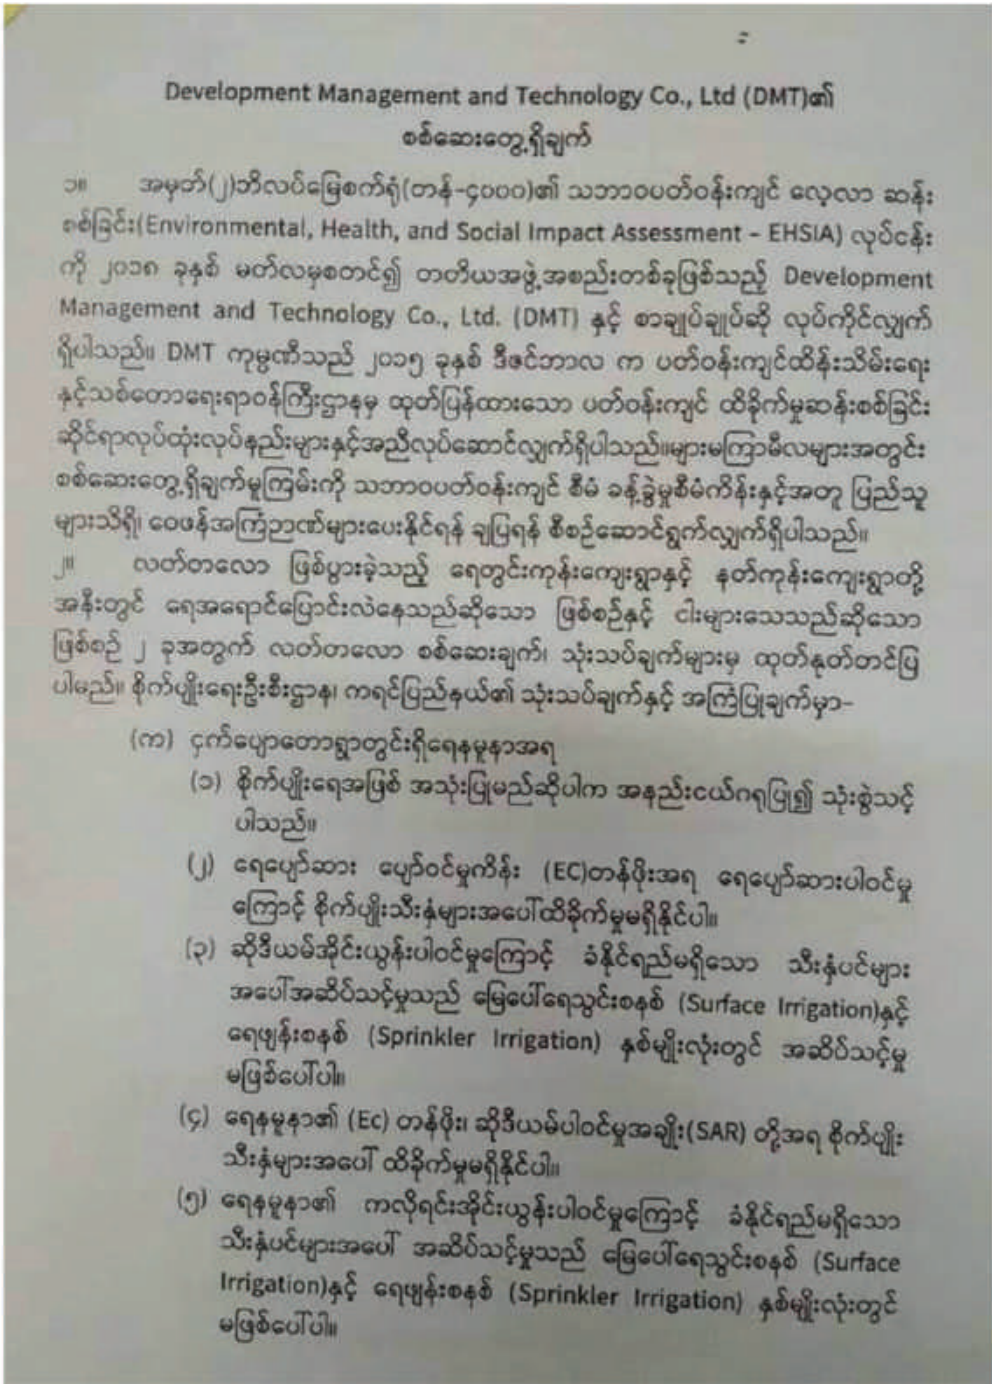 Development Management and Technology Co., Ltd (DMT)၏
စစ်ဆေးတွေ့ရှိချက်
၁။ အမှတ်(၂)ဘိလပ်မြေစက်ရုံ(တန်-၄၀၀၀)၏ သဘာဝပတ်ဝန်းကျင် လေ့လာ ဆန်း
စစ်ခြင်း(Environmental, Health, and Social Impact Assessment – EHSIA) လုပ်ငန်း
ကို ၂၀၁၈ ခုနှစ် မတ်လမှစတင်၍ တတိယအဖွဲ့အစည်းတစ်ခုဖြစ်သည့် Development
Management and Technology Co., Ltd. (DMT) နှင့် စာချုပ်ချုပ်ဆို လုပ်ကိုင်လျှက်
ရှိပါသည်။ DMT ကုမ္ပဏီသည် ၂၀၁၅ ခုနှစ် ဒီဇင်ဘာလ က ပတ်ဝန်းကျင်ထိန်းသိမ်းရေး
နှင့်သစ်တောရေးရာဝန်ကြီးဌာနမှ ထုတ်ပြန်ထားသော ပတ်ဝန်းကျင် ထိခိုက်မှုဆန်းစစ်ခြင်း
ဆိုင်ရာလုပ်ထုံးလုပ်နည်းများနှင့်အညီလုပ်ဆောင်လျှက်ရှိပါသည်။များမကြာမီလများအတွင်း
စစ်ဆေးတွေ့ရှိချက်မူကြမ်းကို သဘာဝပတ်ဝန်းကျင် စီမံ ခန့်ခွဲမှုစီမံကိန်းနှင့်အတူ ပြည်သူ
များသိရှိ၊ ဝေဖန်အကြံဉာဏ်များပေးနိုင်ရန် ချပြရန် စီစဉ်ဆောင်ရွက်လျှက်ရှိပါသည်။
၂။ လတ်တလော ဖြစ်ပွားခဲ့သည့် ရေတွင်းကုန်းကျေးရွာနှင့် နတ်ကုန်းကျေးရွာတို့
အနီးတွင် ရေအရောင်ပြောင်းလဲနေသည်ဆိုသော ဖြစ်စဉ်နှင့် ငါးများသေသည်ဆိုသော
ဖြစ်စဉ် ၂ ခုအတွက် လတ်တလော စစ်ဆေးချက်၊ သုံးသပ်ချက်များမှ ထုတ်နုတ်တင်ပြ
ပါမည်။ စိုက်ပျိုးရေးဦးစီးဌာန၊ ကရင်ပြည်နယ်၏ သုံးသပ်ချက်နှင့် အကြံပြုချက်မှာ–
(က) ငှက်ပျောတောရွာတွင်းရှိရေနမူနာအရ
(၁) စိုက်ပျိုးရေအဖြစ် အသုံးပြုမည်ဆိုပါက အနည်းငယ်ဂရုပြု၍ သုံးစွဲသင့်
ပါသည်။
(၂) ရေပျော်ဆား ပျော်ဝင်မှုကိန်း (EC)တန်ဖိုးအရ ရေပျော်ဆားပါဝင်မှု
ကြောင့် စိုက်ပျိုးသီးနှံများအပေါ်ထိခိုက်မှုမရှိနိုင်ပါ။
(၃) ဆိုဒီယမ်အိုင်းယွန်းပါဝင်မှုကြောင့် ခံနိုင်ရည်မရှိသော သီးနှံပင်များ
အပေါ်အဆိပ်သင့်မှုသည် မြေပေါ်ရေသွင်းစနစ် (Surface Irrigation)နှင့်
ရေဖျန်းစနစ် (Sprinkler Irrigation) နှစ်မျိုးလုံးတွင် အဆိပ်သင့်မှု
မဖြစ်ပေါ်ပါ။
(၄) ရေနမူနာ၏ (Ec) တန်ဖိုး၊ ဆိုဒီယမ်ပါဝင်မှုအချိုး(SAR) တို့အရ စိုက်ပျိုး
သီးနှံများအပေါ် ထိခိုက်မှုမရှိနိုင်ပါ။
(၅) ရေနမူနာ၏ ကလိုရင်းအိုင်းယွန်းပါဝင်မှုကြောင့် ခံနိုင်ရည်မရှိသော
သီးနှံပင်များအပေါ် အဆိပ်သင့်မှုသည် မြေပေါ်ရေသွင်းစနစ် (Surface
Irrigation)နှင့် ရေဖျန်းစနစ် (Sprinkler Irrigation) နှစ်မျိုးလုံးတွင်
မဖြစ်ပေါ်ပါ။